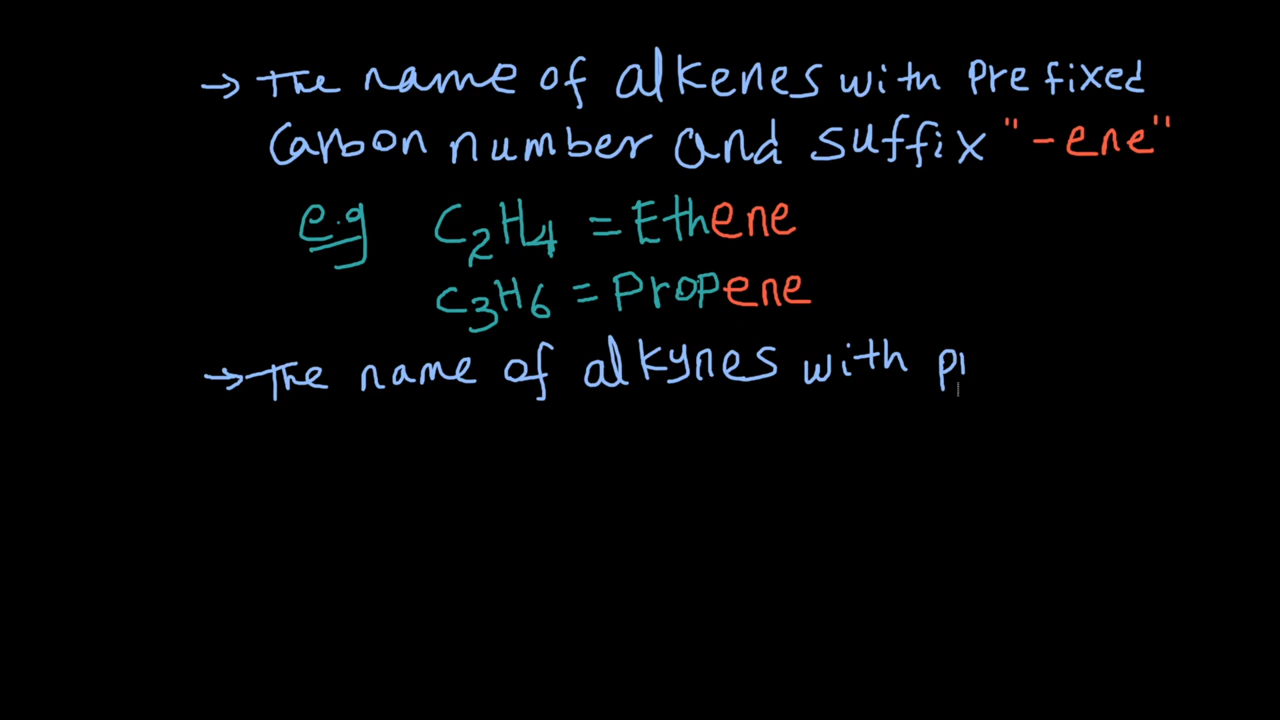 → The name of alkenes with Prefixed
Carbon number and suffix "-ene"
e.g C₂H₄ = Ethene
C₃H₆ = Propene
→ The name of alkynes with